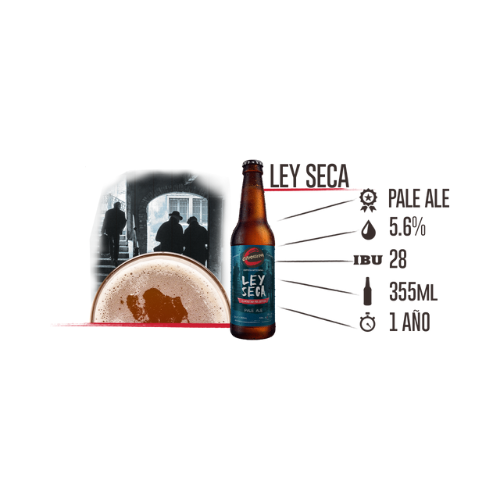 LEY SECA
PALE ALE
5.6%
IBU 28
355ML
1 AÑO
LEY
SECA
PALE ALE